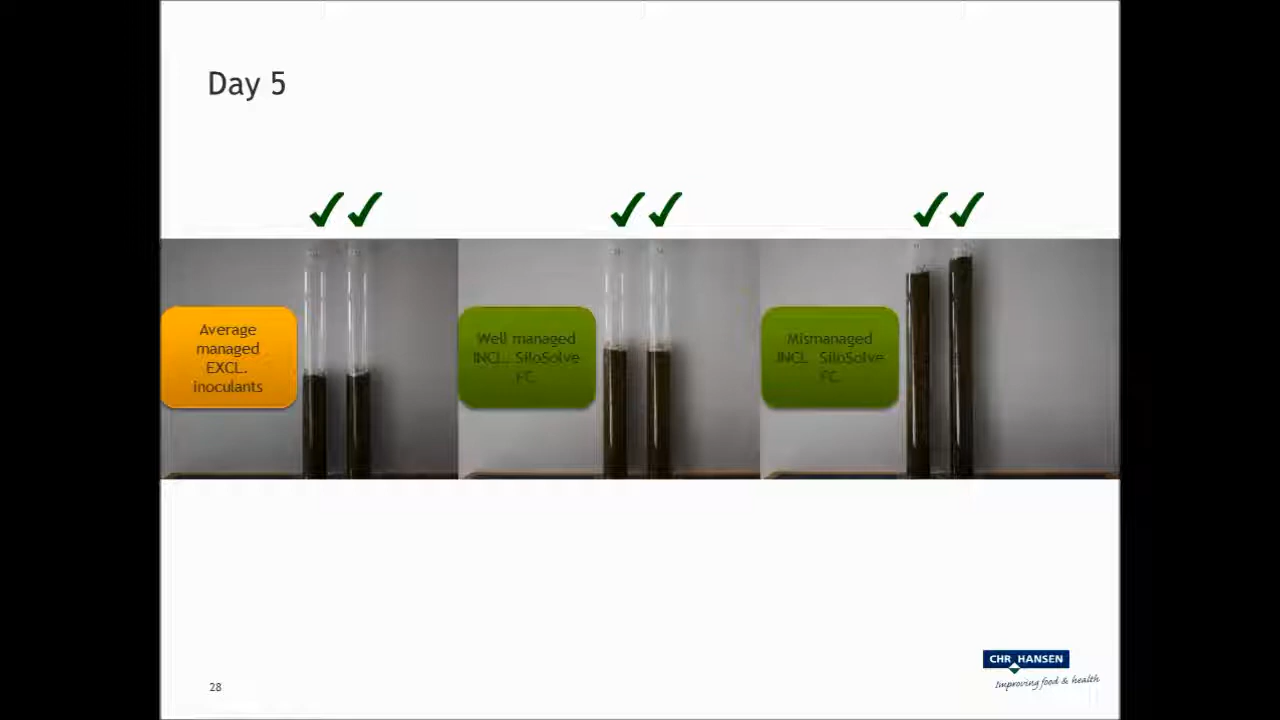 Day 5
Average
managed
EXCL.
inoculants
Well managed
INCL. SiloSolve
FC
Mismanaged
INCL. SiloSolve
FC
CHR HANSEN
Improving food & health
28